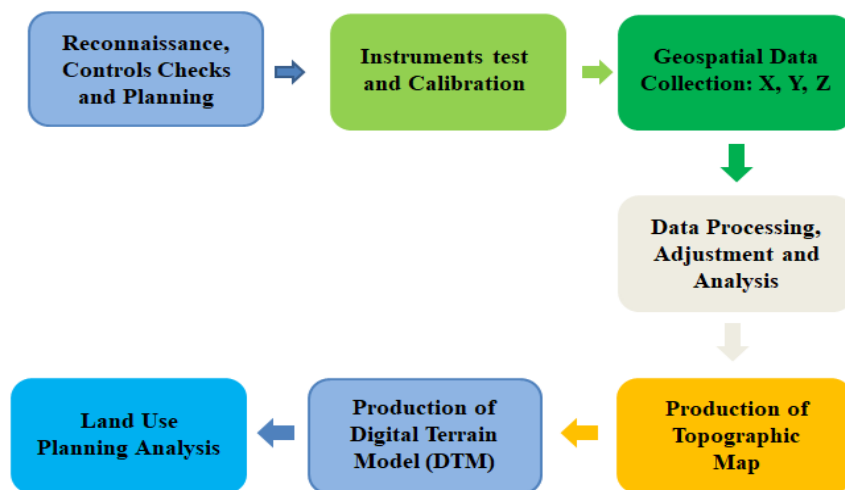 Reconnaissance,
Controls Checks
and Planning
Instruments test
and Calibration
Geospatial Data
Collection: X, Y, Z
Data Processing,
Adjustment and
Analysis
Production of
Topographic
Map
Production of
Digital Terrain
Model (DTM)
Land Use
Planning Analysis